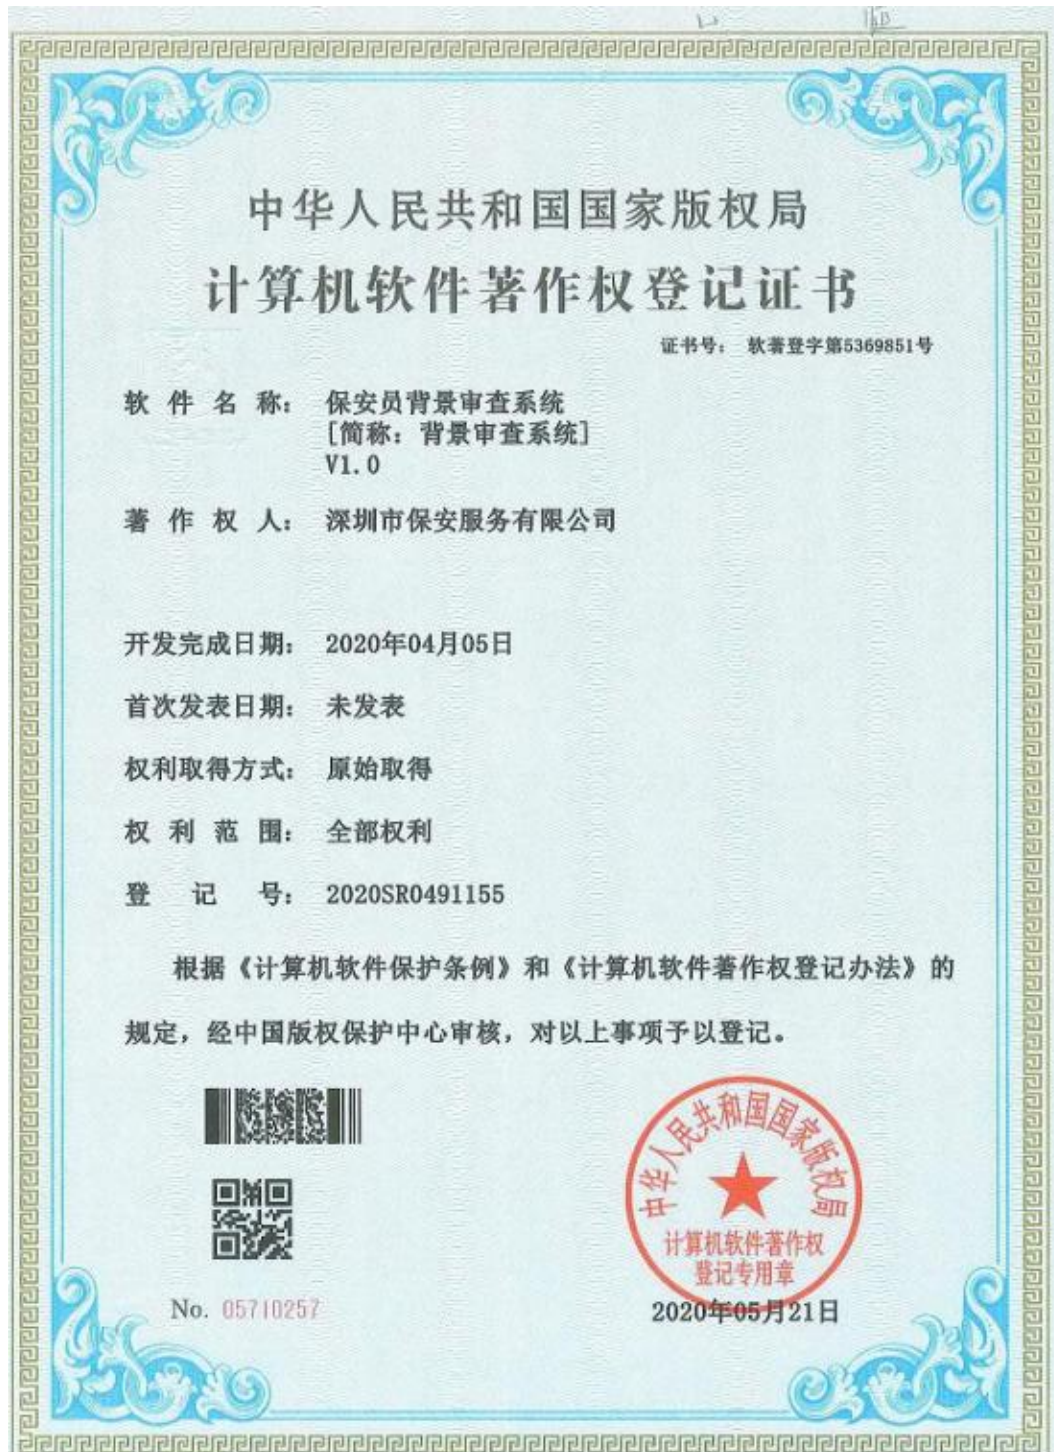 中华人民共和国国家版权局
计算机软件著作权登记证书
证书号： 软著登字第5369851号
软件名称： 保安员背景审查系统
[简称：背景审查系统]
V1.0
著作权人： 深圳市保安服务有限公司
开发完成日期： 2020年04月05日
首次发表日期： 未发表
权利取得方式： 原始取得
权利范围： 全部权利
登记号： 2020SR0491155
根据《计算机软件保护条例》和《计算机软件著作权登记办法》的
规定，经中国版权保护中心审核，对以上事项予以登记。
中华人民共和国国家版权局
计算机软件著作权
登记专用章
No. 05710257
2020年05月21日